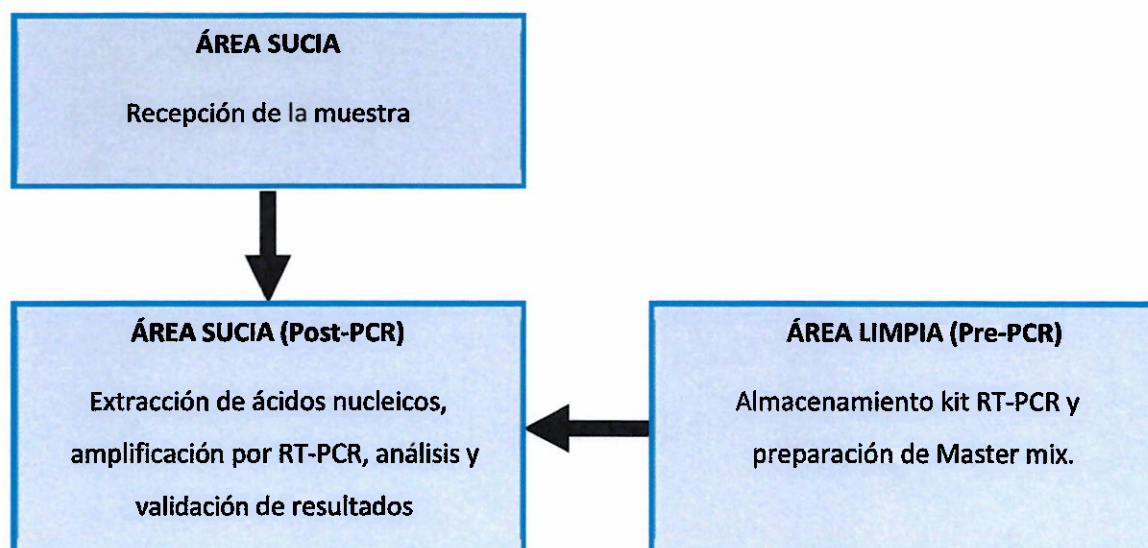 ÁREA SUCIA
Recepción de la muestra
ÁREA SUCIA (Post-PCR)
Extracción de ácidos nucleicos,
amplificación por RT-PCR, análisis y
validación de resultados
ÁREA LIMPIA (Pre-PCR)
Almacenamiento kit RT-PCR y
preparación de Master mix.